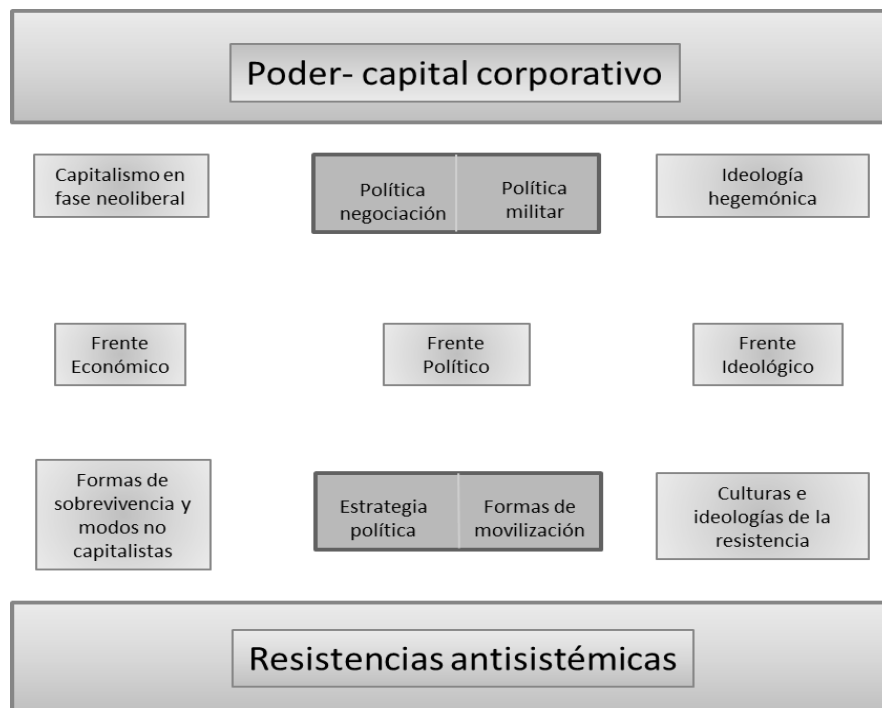 Poder- capital corporativo
Capitalismo en
fase neoliberal
Política
negociación
Política
militar
Ideología
hegemónica
Frente
Económico
Frente
Político
Frente
Ideológico
Formas de
sobrevivencia y
modos no
capitalistas
Estrategia
política
Formas de
movilización
Culturas e
ideologías de la
resistencia
Resistencias antisistémicas